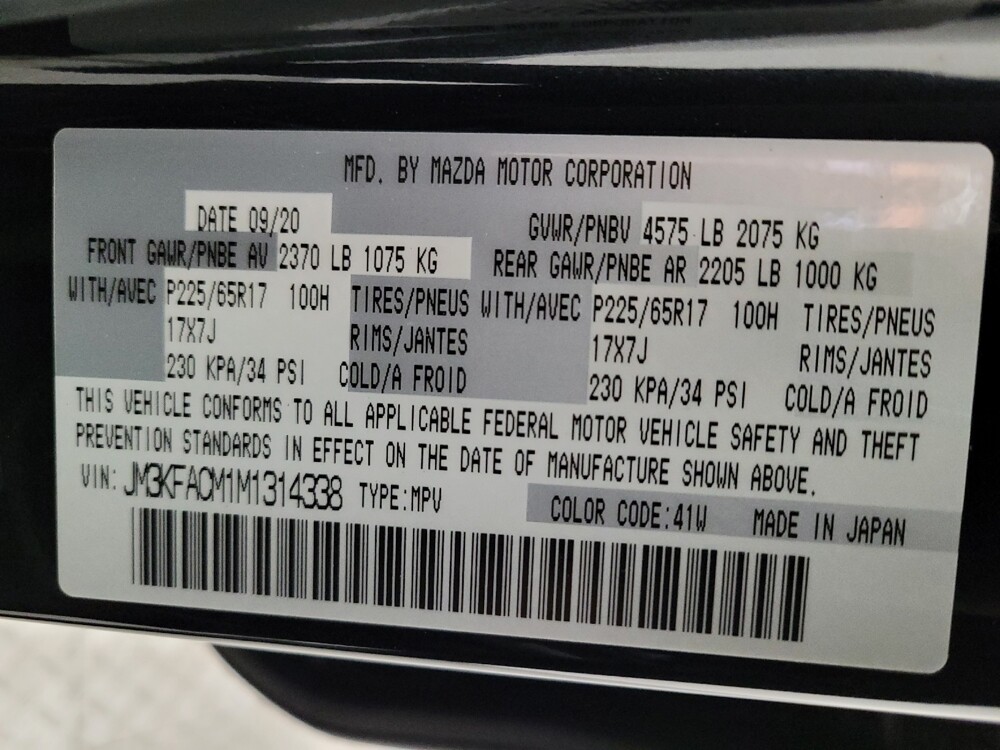 MFD. BY MAZDA MOTOR CORPORATION
DATE 09/20 GVWR/PNBV 4575 LB 2075 KG
FRONT GAWR/PNBE AV 2370 LB 1075 KG REAR GAWR/PNBE AR 2205 LB 1000 KG
WITH/AVEC P225/65R17 100H TIRES/PNEUS WITH/AVEC P225/65R17 100H TIRES/PNEUS
17X7J RIMS/JANTES 17X7J RIMS/JANTES
230 KPA/34 PSI COLD/A FROID 230 KPA/34 PSI COLD/A FROID
THIS VEHICLE CONFORMS TO ALL APPLICABLE FEDERAL MOTOR VEHICLE SAFETY AND THEFT
PREVENTION STANDARDS IN EFFECT ON THE DATE OF MANUFACTURE SHOWN ABOVE.
VIN: JM3KFACM1M1314338 TYPE:MPV COLOR CODE:41W MADE IN JAPAN